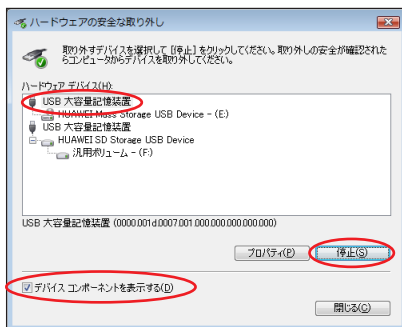 ハードウェアの安全な取り外し
取り外すデバイスを選択して [停止] をクリックしてください。取り外しの安全が確認された
らコンピュータからデバイスを取り外してください。
ハードウェア デバイス(H):
USB 大容量記憶装置
HUAWEI Mass Storage USB Device - (E:)
USB 大容量記憶装置
HUAWEI SD Storage USB Device
汎用ボリューム - (F:)
USB 大容量記憶装置 (0000.001d.0007.001.000.000.000.000.000)
プロパティ(P)
停止(S)
デバイス コンポーネントを表示する(D)
閉じる(C)